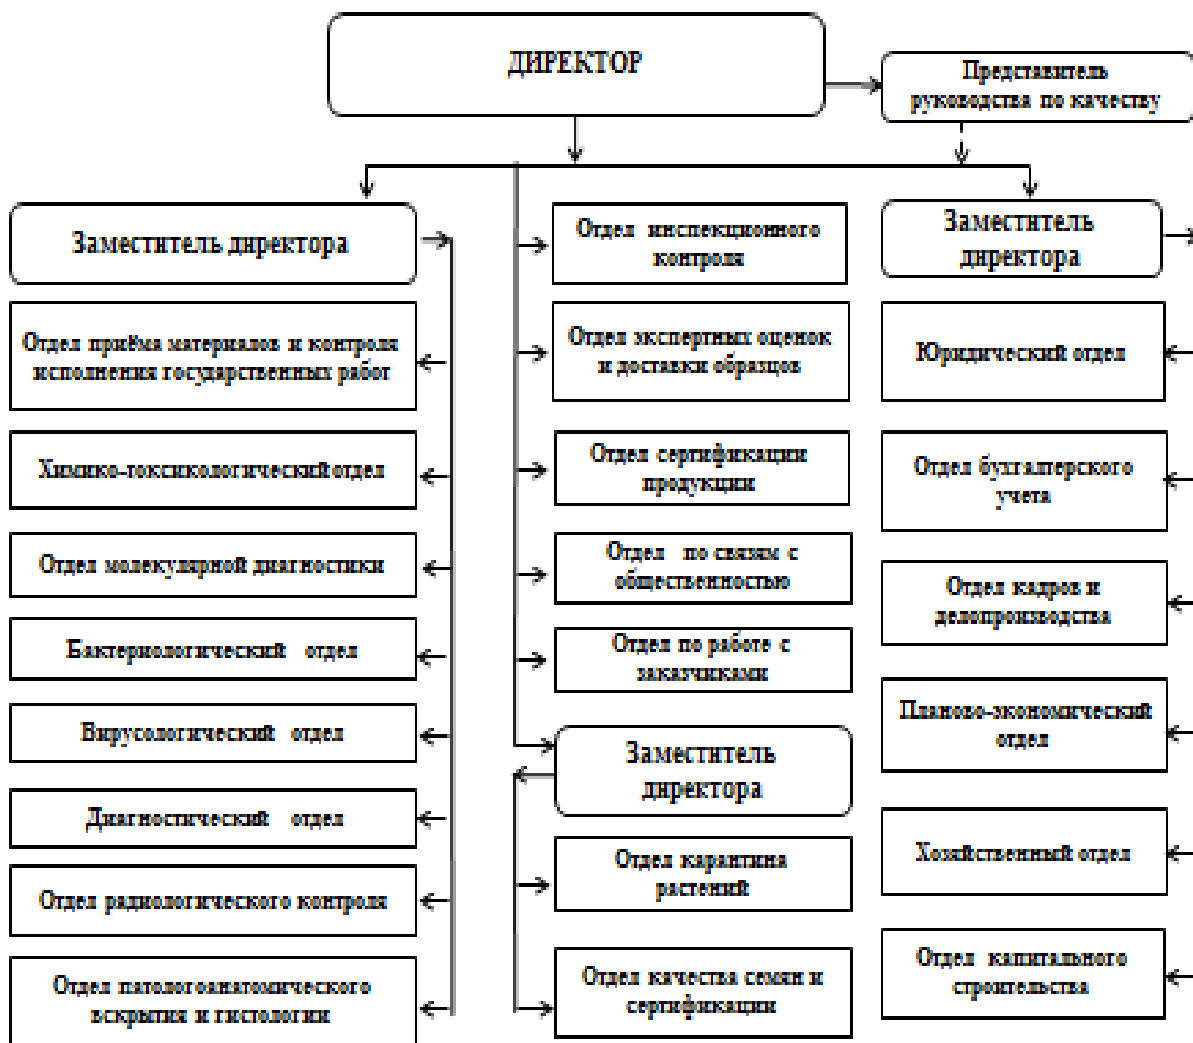 ДИРЕКТОР
Представитель
руководства по качеству
Заместитель директора
Отдел приёма материалов и контроля
исполнения государственных работ
Химико-токсикологический отдел
Отдел молекулярной диагностики
Бактериологический отдел
Вирусологический отдел
Диагностический отдел
Отдел радиологического контроля
Отдел патологоанатомического
вскрытия и гистологии
Отдел инспекционного
контроля
Отдел экспертных оценок
и доставки образцов
Отдел сертификации
продукции
Отдел по связям с
общественностью
Отдел по работе с
заказчиками
Заместитель
директора
Отдел карантина
растений
Отдел качества семян и
сертификации
Заместитель
директора
Юридический отдел
Отдел бухгалтерского
учета
Отдел кадров и
делопроизводства
Планово-экономический
отдел
Хозяйственный отдел
Отдел капитального
строительства